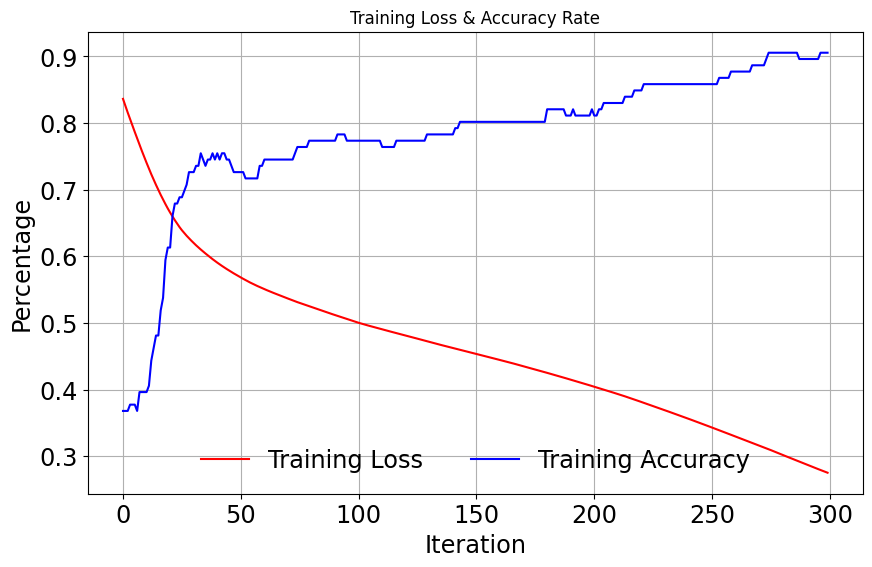 Training Loss & Accuracy Rate
0.9
0.8
0.7
0.6
0.5
0.4
0.3
Percentage
Training Loss Training Accuracy
0 50 100 150 200 250 300
Iteration